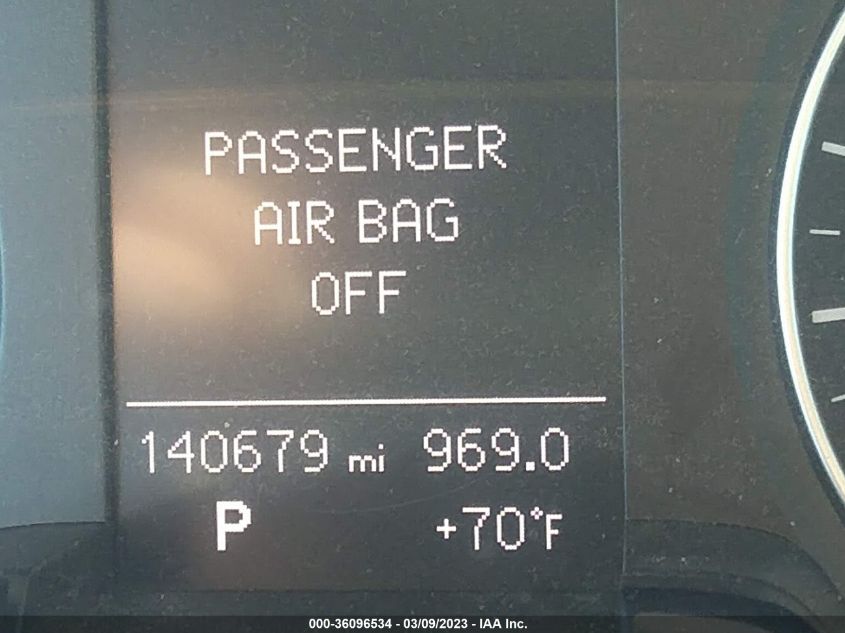 PASSENGER
AIR BAG
OFF
140679 mi 969.0
P +70°F
000-36096534 - 03/09/2023 - IAA Inc.